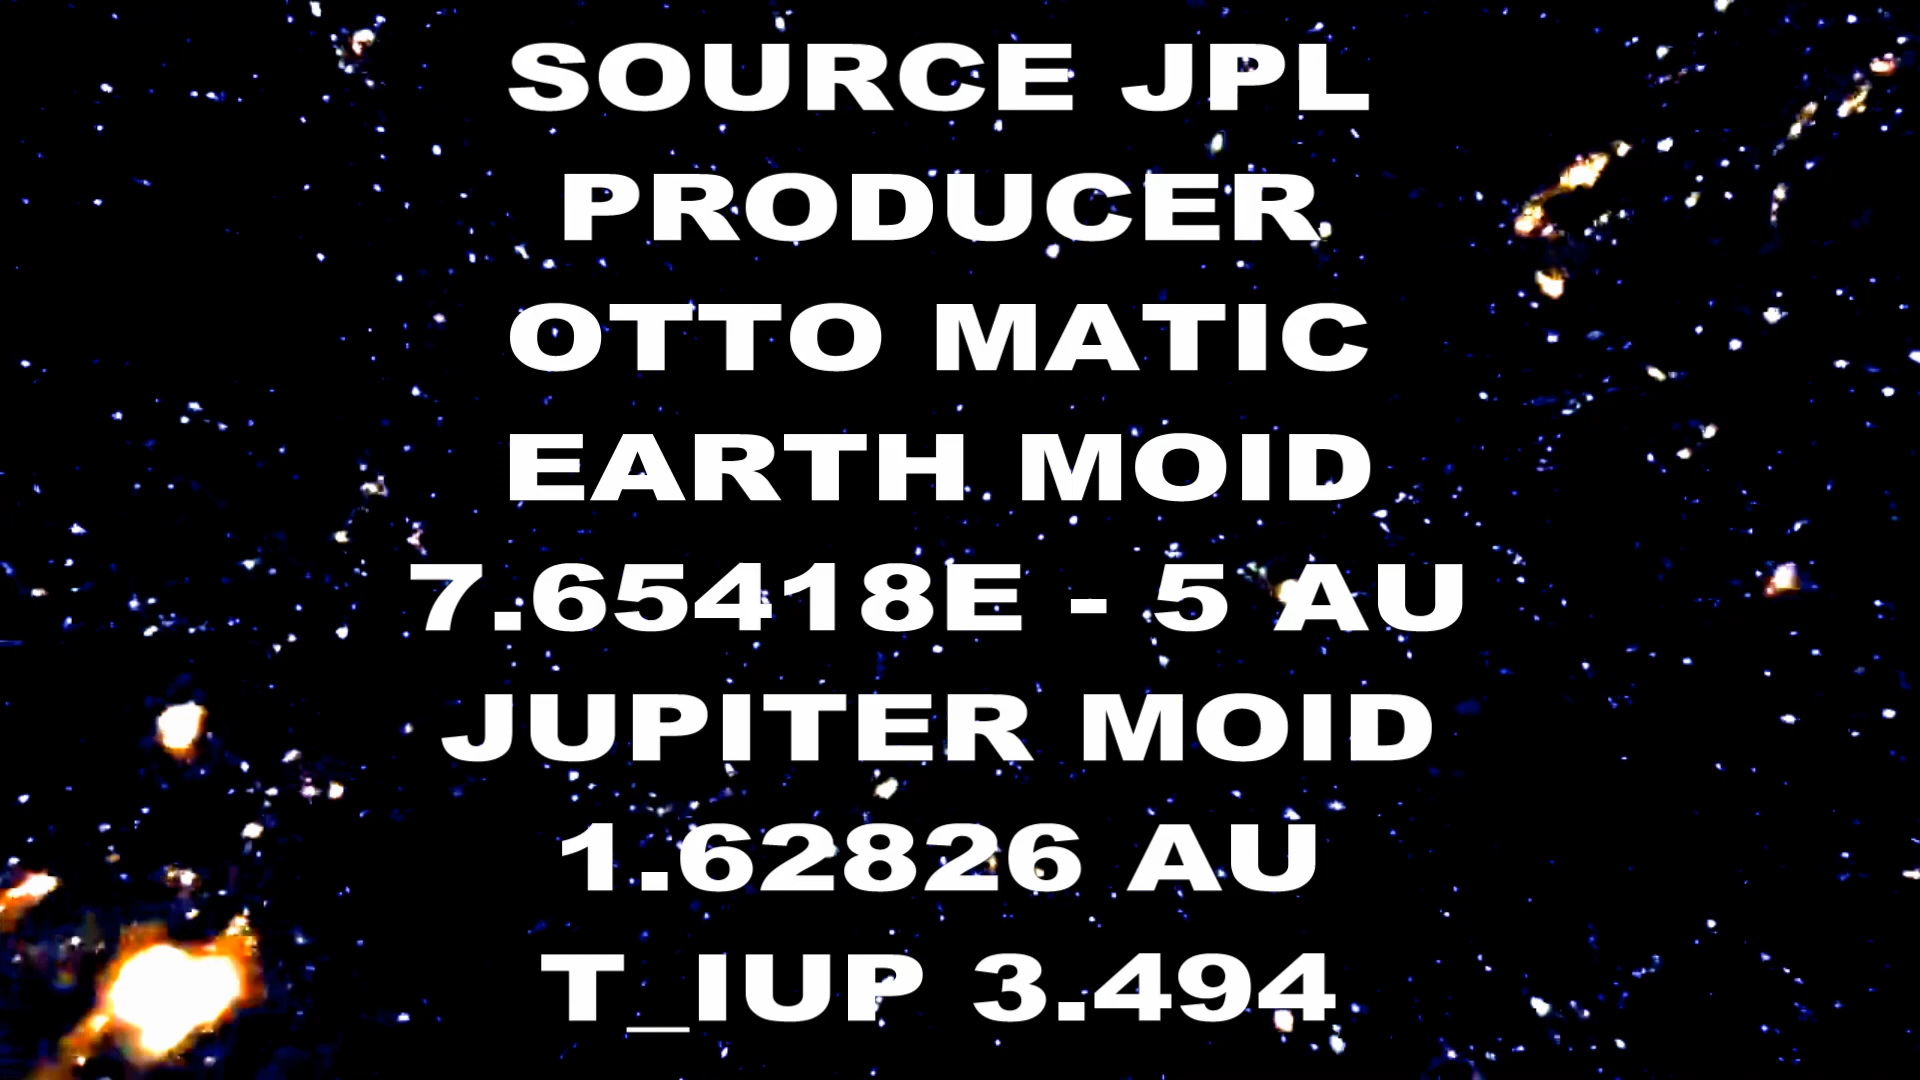 SOURCE JPL
PRODUCER
OTTO MATIC
EARTH MOID
7.65418E - 5 AU
JUPITER MOID
1.62826 AU
T_IUP 3.494